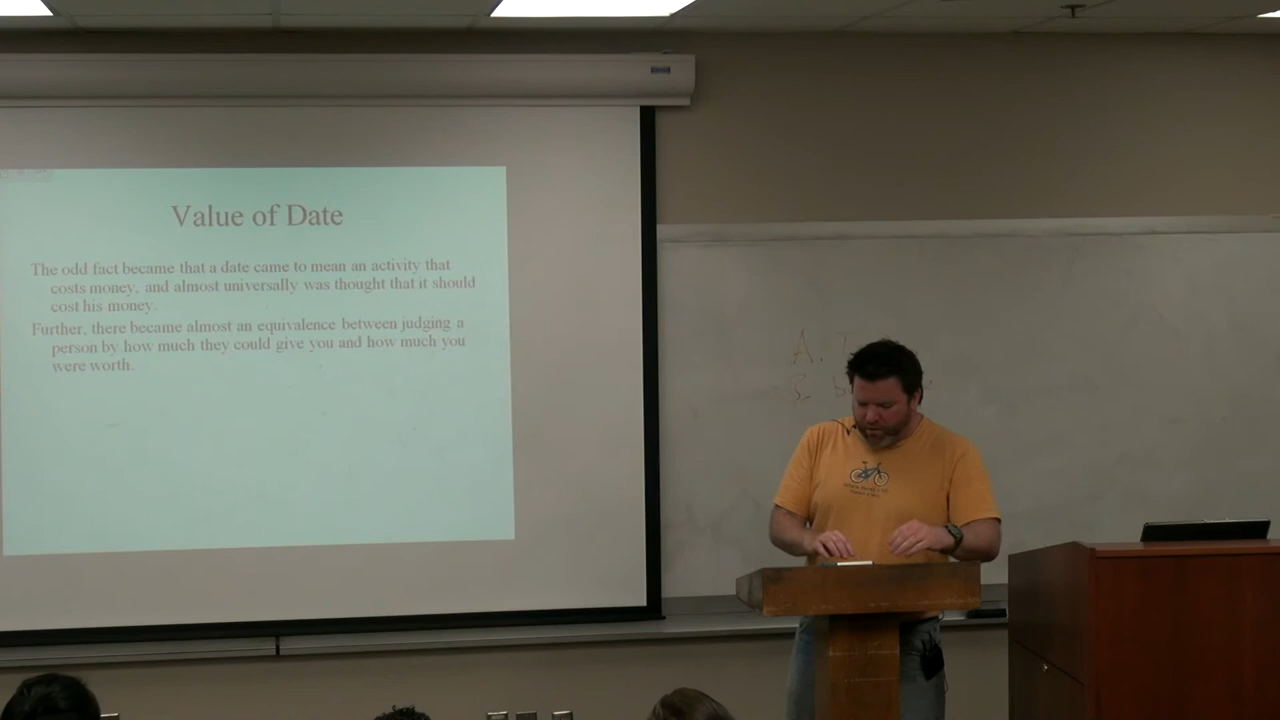 Value of Date
The odd fact became that a date came to mean an activity that
costs money, and almost universally was thought that it should
cost his money.
Further, there became almost an equivalence between judging a
person by how much they could give you and how much you
were worth.
A.